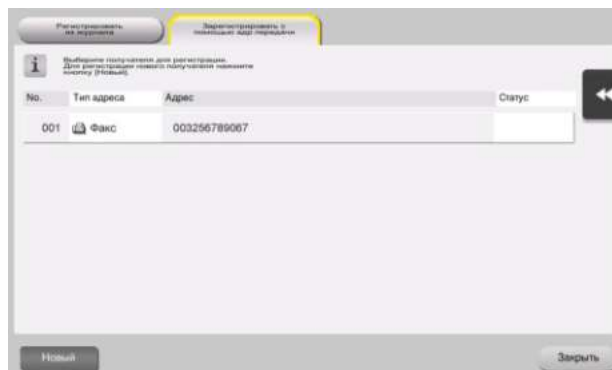 Регистрировать
из журнала
Зарегистрировать с
помощью адр передачи
Выберите получателя для регистрации.
Для регистрации нового получателя нажмите
кнопку [Новый].
No. Тип адреса Адрес Статус
001 Факс 003256789067
Новый Закрыть